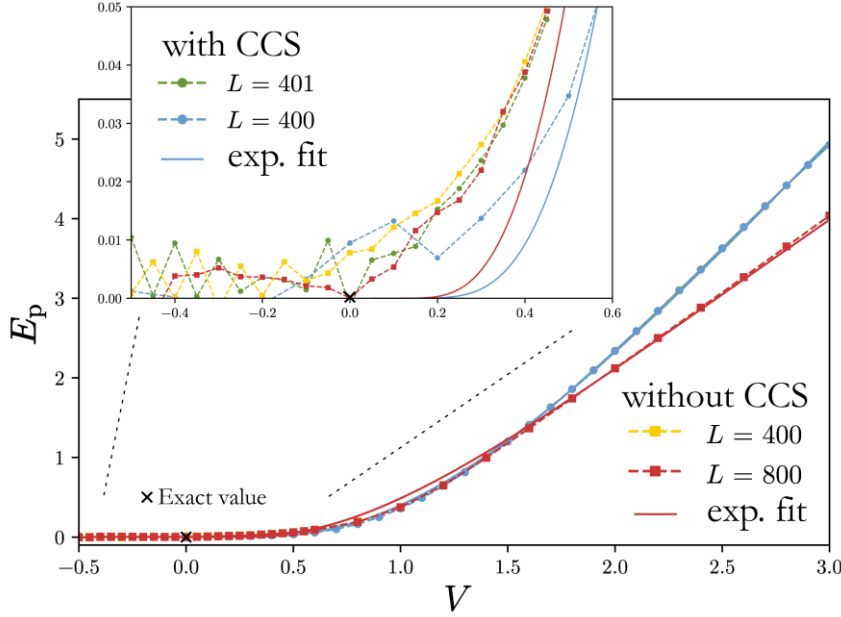 0.05
0.04
0.03
0.02
0.01
0.00
−0.4
−0.2
0.0
0.2
0.4
0.6
with CCS
L = 401
L = 400
exp. fit
5
4
3
2
1
0
E_p
−0.5
0.0
0.5
1.0
1.5
2.0
2.5
3.0
V
× Exact value
without CCS
L = 400
L = 800
exp. fit